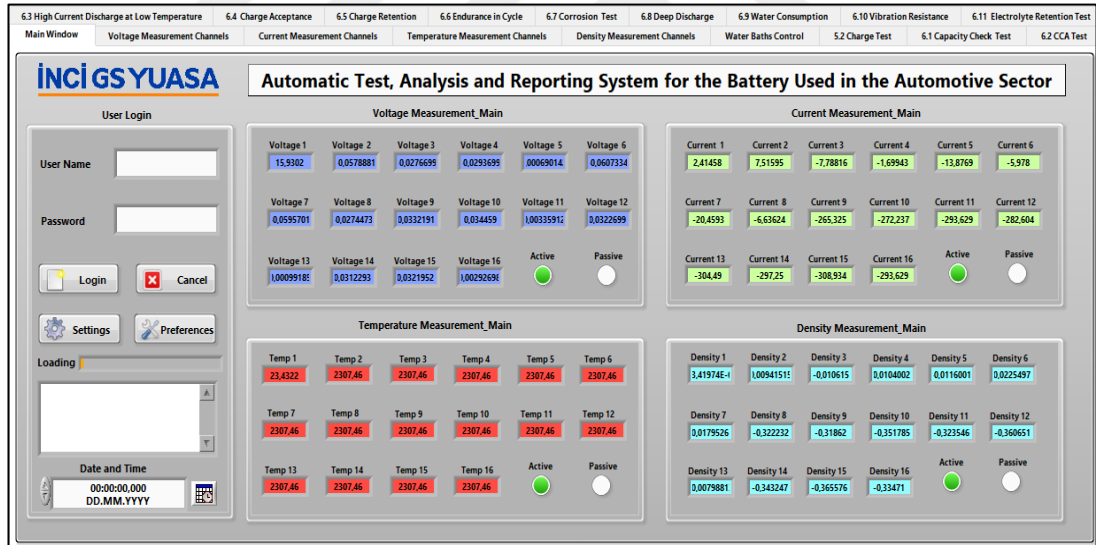 6.3 High Current Discharge at Low Temperature 6.4 Charge Acceptance 6.5 Charge Retention 6.6 Endurance in Cycle 6.7 Corrosion Test 6.8 Deep Discharge 6.9 Water Consumption 6.10 Vibration Resistance 6.11 Electrolyte Retention Test
Main Window Voltage Measurement Channels Current Measurement Channels Temperature Measurement Channels Density Measurement Channels Water Baths Control 5.2 Charge Test 6.1 Capacity Check Test 6.2 CCA Test
İNCİ GS YUASA
Automatic Test, Analysis and Reporting System for the Battery Used in the Automotive Sector
User Login
User Name
Password
Login Cancel
Settings Preferences
Loading
Date and Time
00:00:00,000
DD.MM.YYYY
Voltage Measurement_Main
Voltage 1 Voltage 2 Voltage 3 Voltage 4 Voltage 5 Voltage 6
15,9302 0,0578881 0,0276699 0,0293699 00069014 0,0607334
Voltage 7 Voltage 8 Voltage 9 Voltage 10 Voltage 11 Voltage 12
0,0595701 0,0274473 0,0332191 0,034459 ,00335912 0,0322699
Voltage 13 Voltage 14 Voltage 15 Voltage 16 Active Passive
,00099185 0,0312293 0,0321952 ,00292698
Current Measurement_Main
Current 1 Current 2 Current 3 Current 4 Current 5 Current 6
2,41458 7,51595 -7,78816 -1,69943 -13,8769 -5,978
Current 7 Current 8 Current 9 Current 10 Current 11 Current 12
-20,4593 -6,63624 -265,325 -272,237 -293,629 -282,604
Current 13 Current 14 Current 15 Current 16 Active Passive
-304,49 -297,25 -308,934 -293,629
Temperature Measurement_Main
Temp 1 Temp 2 Temp 3 Temp 4 Temp 5 Temp 6
23,4322 2307,46 2307,46 2307,46 2307,46 2307,46
Temp 7 Temp 8 Temp 9 Temp 10 Temp 11 Temp 12
2307,46 2307,46 2307,46 2307,46 2307,46 2307,46
Temp 13 Temp 14 Temp 15 Temp 16 Active Passive
2307,46 2307,46 2307,46 2307,46
Density Measurement_Main
Density 1 Density 2 Density 3 Density 4 Density 5 Density 6
3,41974E- ,00941515 -0,010615 0,0104002 0,0116001 0,0225497
Density 7 Density 8 Density 9 Density 10 Density 11 Density 12
0,0179526 -0,322232 -0,31862 -0,351785 -0,323546 -0,360651
Density 13 Density 14 Density 15 Density 16 Active Passive
0,0079881 -0,343247 -0,365576 -0,33471